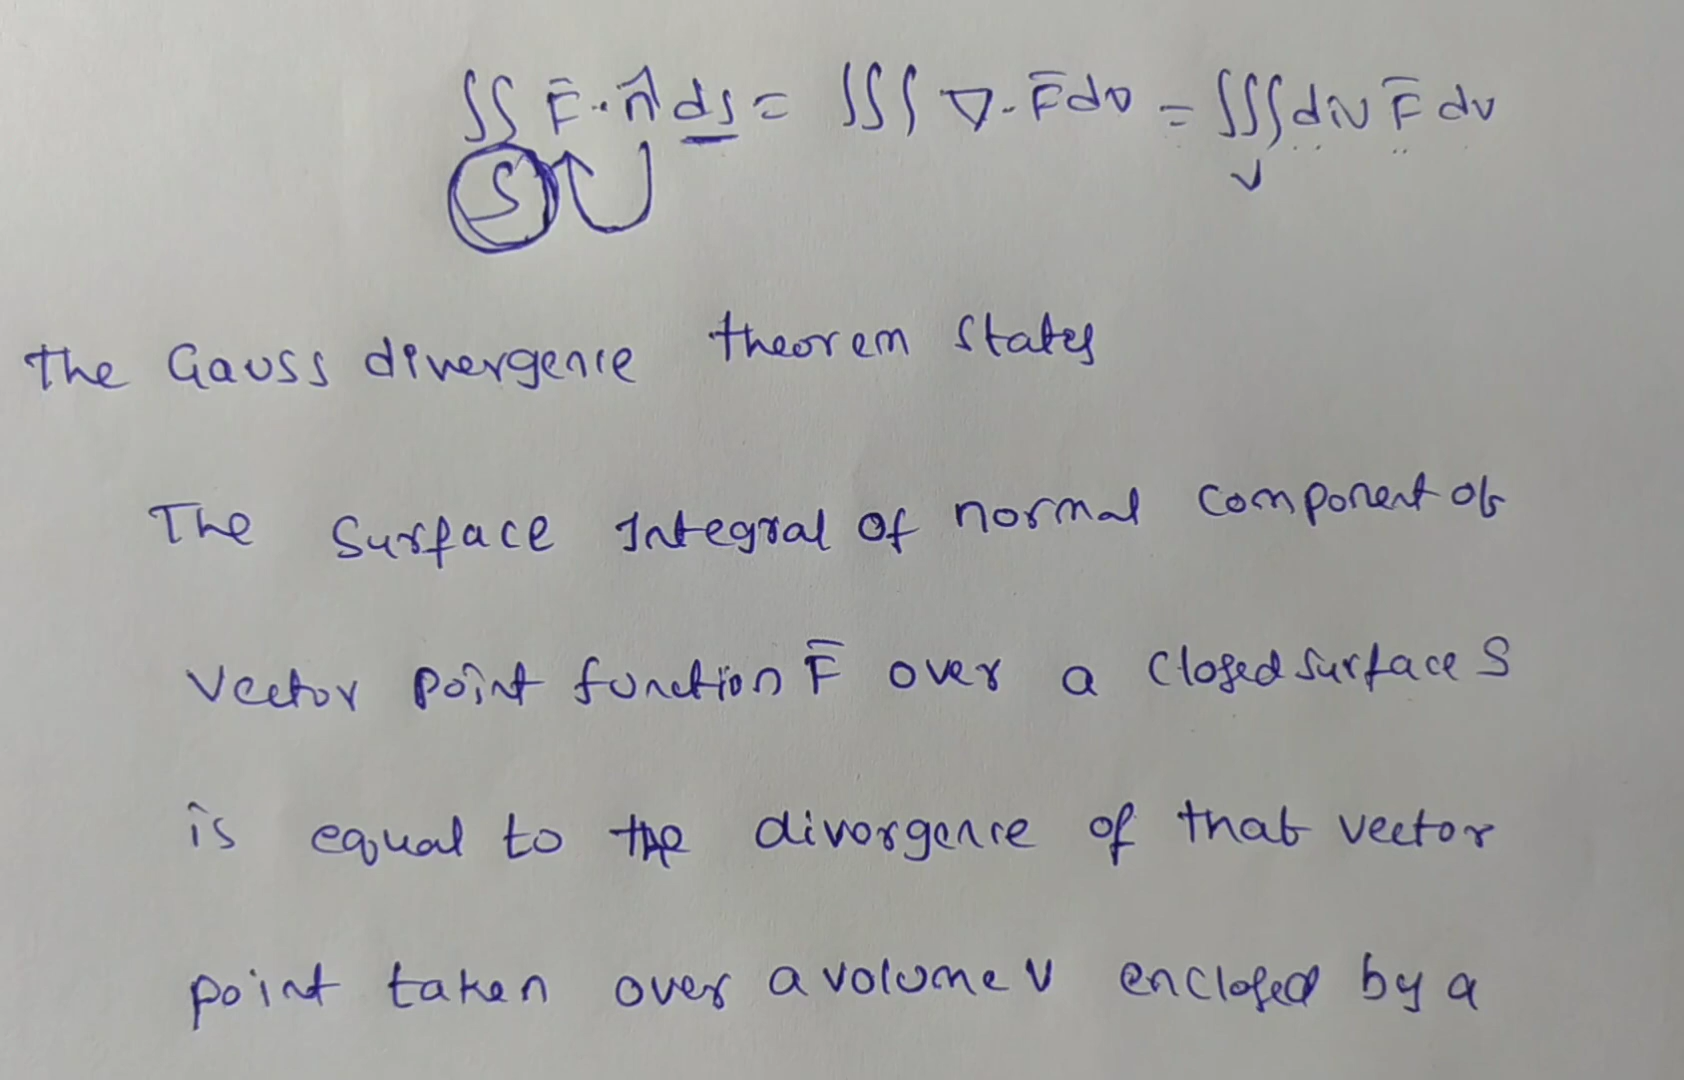 ∬ F̄·n̂ ds = ∭ ∇·F̄ dv = ∭ div F̄ dv
S V
The Gauss divergence theorem states
The Surface Integral of normal component of
Vector point function F̄ over a closed surface S
is equal to the divergence of that vector
point taken over a volume V enclosed by a